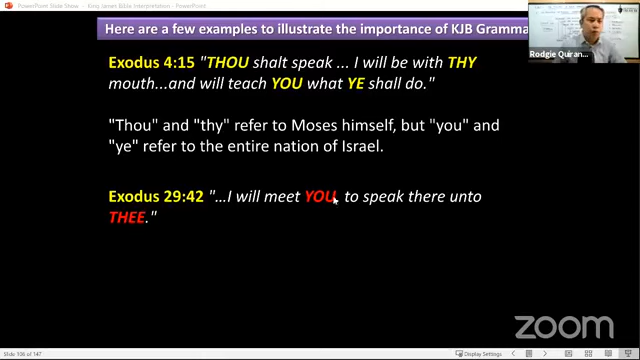 PowerPoint Slide Show - King James Bible Interpretation - PowerPoint
Here are a few examples to illustrate the importance of KJB Gramma
Rodgie Quiran...
Exodus 4:15 "THOU shalt speak ... I will be with THY
mouth...and will teach YOU what YE shall do."
"Thou" and "thy" refer to Moses himself, but "you" and
"ye" refer to the entire nation of Israel.
Exodus 29:42 "...I will meet YOU, to speak there unto
THEE."
zoom
Slide 106 of 147
Display Settings